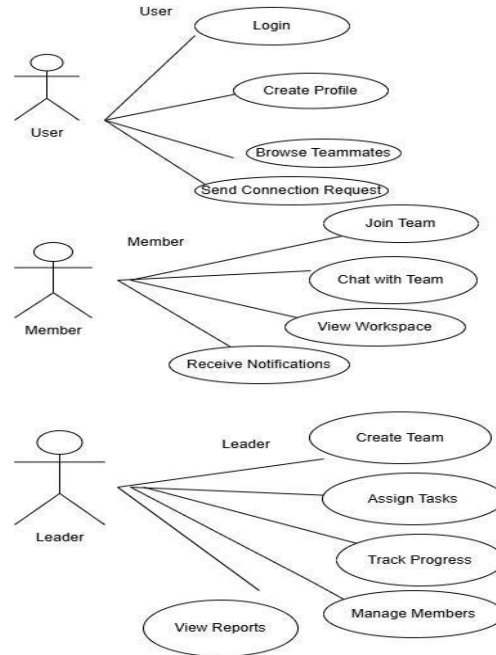 User
Login
Create Profile
User
Browse Teammates
Send Connection Request
Join Team
Member
Chat with Team
View Workspace
Member
Receive Notifications
Create Team
Leader
Assign Tasks
Leader
Track Progress
Manage Members
View Reports